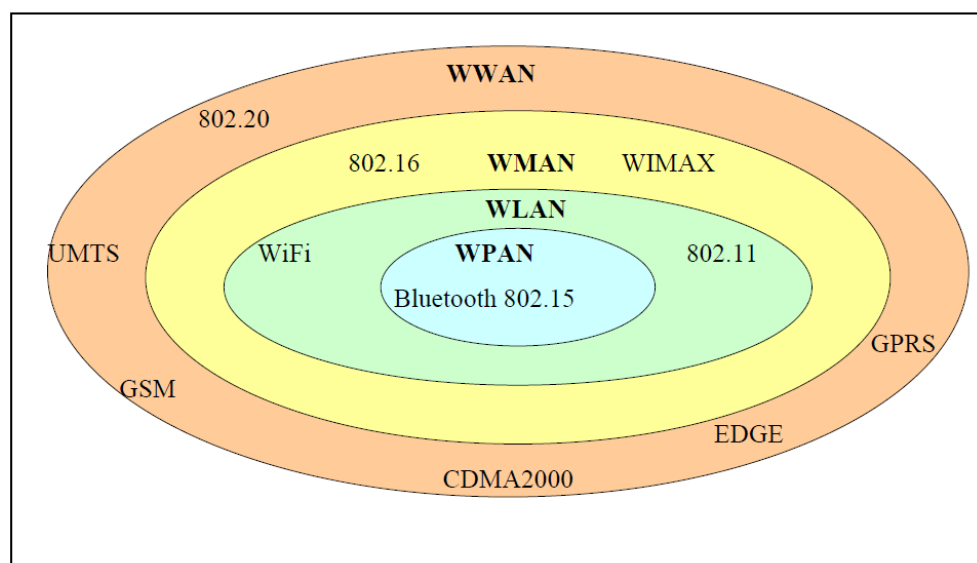 WWAN
802.20
802.16 WMAN WIMAX
WLAN
UMTS WiFi WPAN 802.11
Bluetooth 802.15
GPRS
GSM
EDGE
CDMA2000